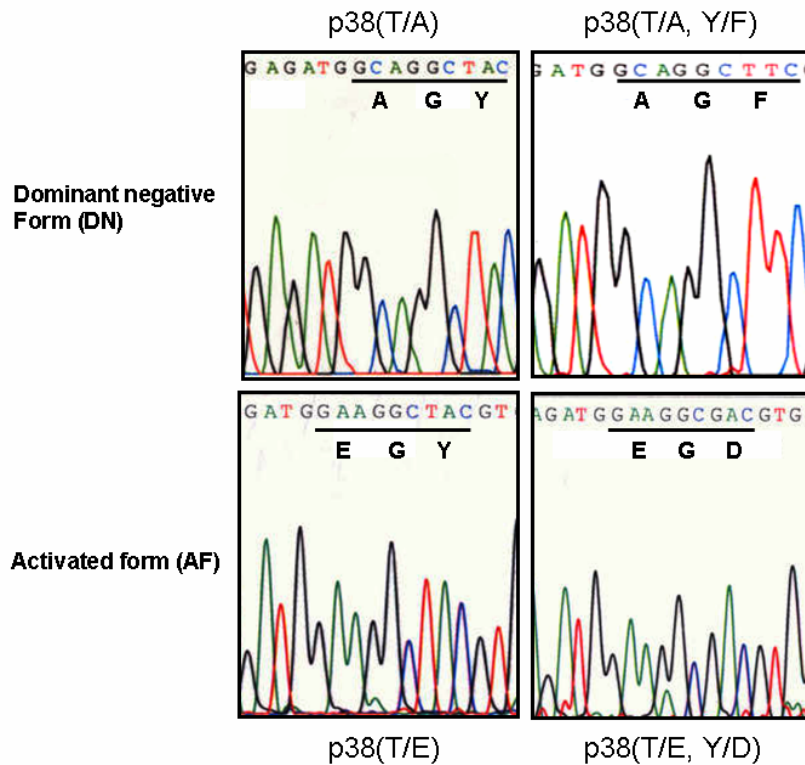 p38(T/A)
p38(T/A, Y/F)
GAGATGGCAGGCTAC
A G Y
GATGGCAGGCTTC
A G F
Dominant negative
Form (DN)
GATGGAAGGCTACGT
E G Y
AGATGGAAGGCGACGTG
E G D
Activated form (AF)
p38(T/E)
p38(T/E, Y/D)